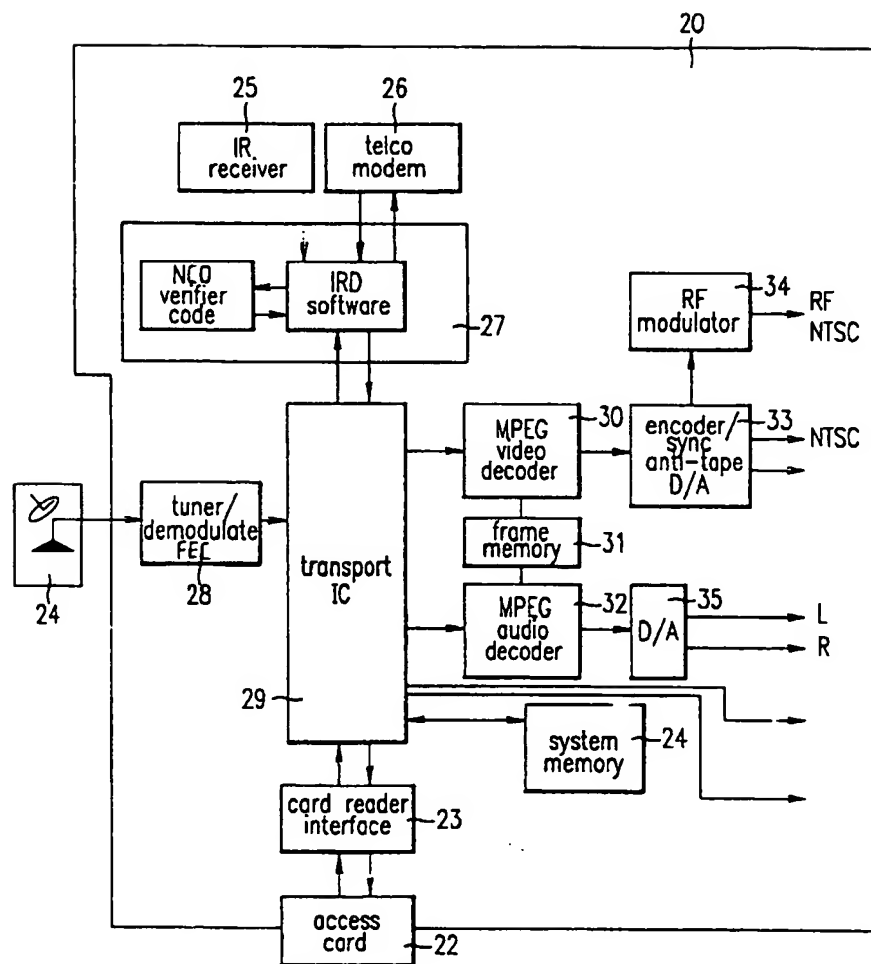 20
25
26
IR
receiver
telco
modem
NCO
verifier
code
IRD
software
27
RF
modulator
34
RF
NTSC
30
MPEG
video
decoder
encoder/
sync
anti-tape
D/A
33
NTSC
frame
memory
31
24
tuner/
demodulate
FEC
28
transport
IC
29
MPEG
audio
decoder
32
35
D/A
L
R
system
memory
24
card reader
interface
23
access
card
22